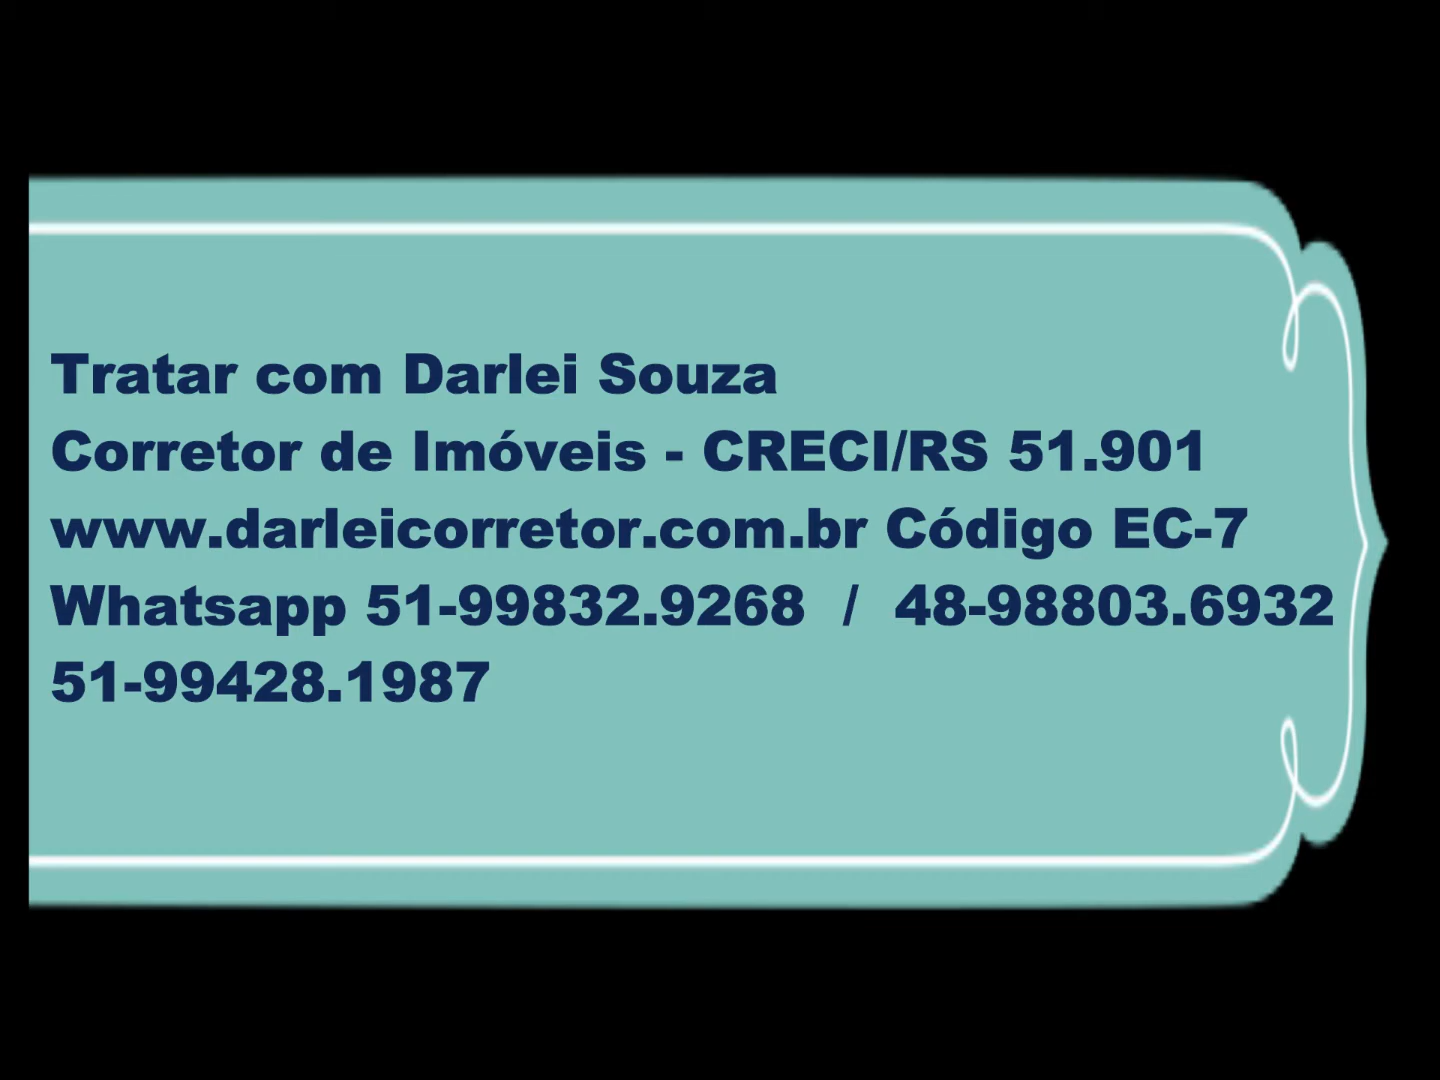 Tratar com Darlei Souza
Corretor de Imóveis - CRECI/RS 51.901
www.darleicorretor.com.br Código EC-7
Whatsapp 51-99832.9268 / 48-98803.6932
51-99428.1987